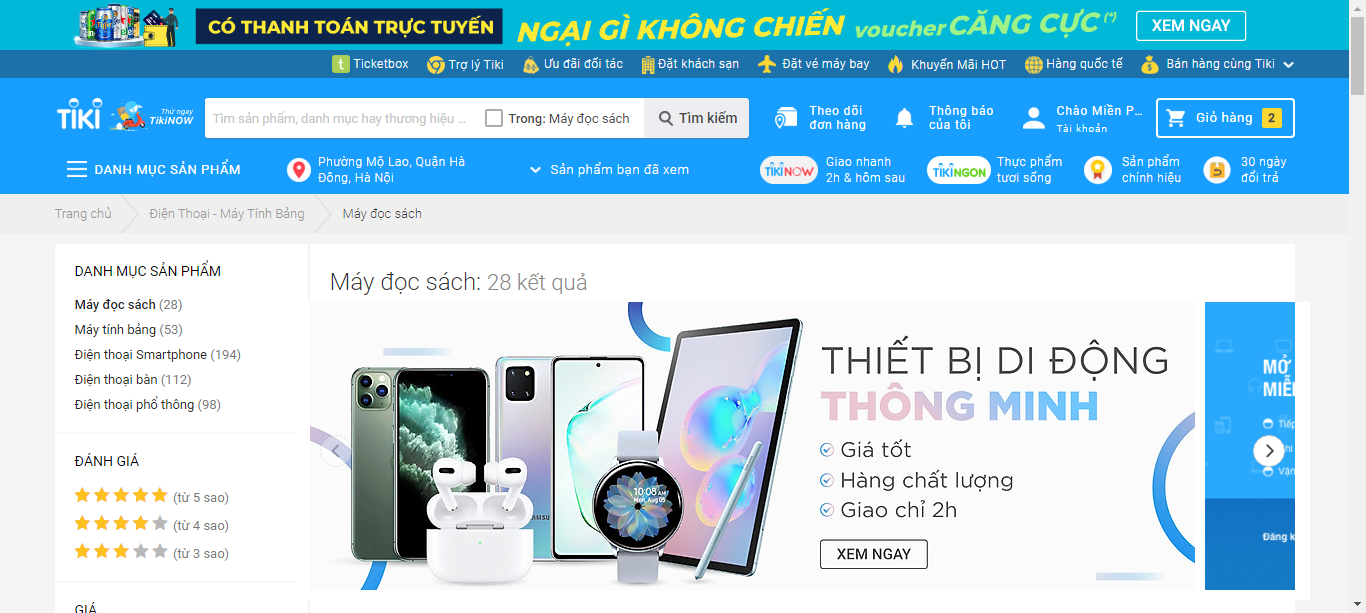 CÓ THANH TOÁN TRỰC TUYẾN
NGẠI GÌ KHÔNG CHIẾN voucher CĂNG CỰC (*)
XEM NGAY
Ticketbox
Trợ lý Tiki
Ưu đãi đối tác
Đặt khách sạn
Đặt vé máy bay
Khuyến Mãi HOT
Hàng quốc tế
Bán hàng cùng Tiki
TIKI
Thử ngay
TikiNOW
Tìm sản phẩm, danh mục hay thương hiệu ...
Trong: Máy đọc sách
Tìm kiếm
Theo dõi
đơn hàng
Thông báo
của tôi
Chào Miền P...
Tài khoản
Giỏ hàng 2
DANH MỤC SẢN PHẨM
Phường Mộ Lao, Quận Hà
Đông, Hà Nội
Sản phẩm bạn đã xem
TIKINOW
Giao nhanh
2h & hôm sau
TIKINGON
Thực phẩm
tươi sống
Sản phẩm
chính hiệu
30 ngày
đổi trả
Trang chủ
Điện Thoại - Máy Tính Bảng
Máy đọc sách
DANH MỤC SẢN PHẨM
Máy đọc sách (28)
Máy tính bảng (53)
Điện thoại Smartphone (194)
Điện thoại bàn (112)
Điện thoại phổ thông (98)
ĐÁNH GIÁ
(từ 5 sao)
(từ 4 sao)
(từ 3 sao)
GIÁ
Máy đọc sách: 28 kết quả
THIẾT BỊ DI ĐỘNG
THÔNG MINH
Giá tốt
Hàng chất lượng
Giao chỉ 2h
XEM NGAY
10:08 AM
Mon, Aug 05
MỞ
MIỄ
Tiếp
Vận
Đăng k